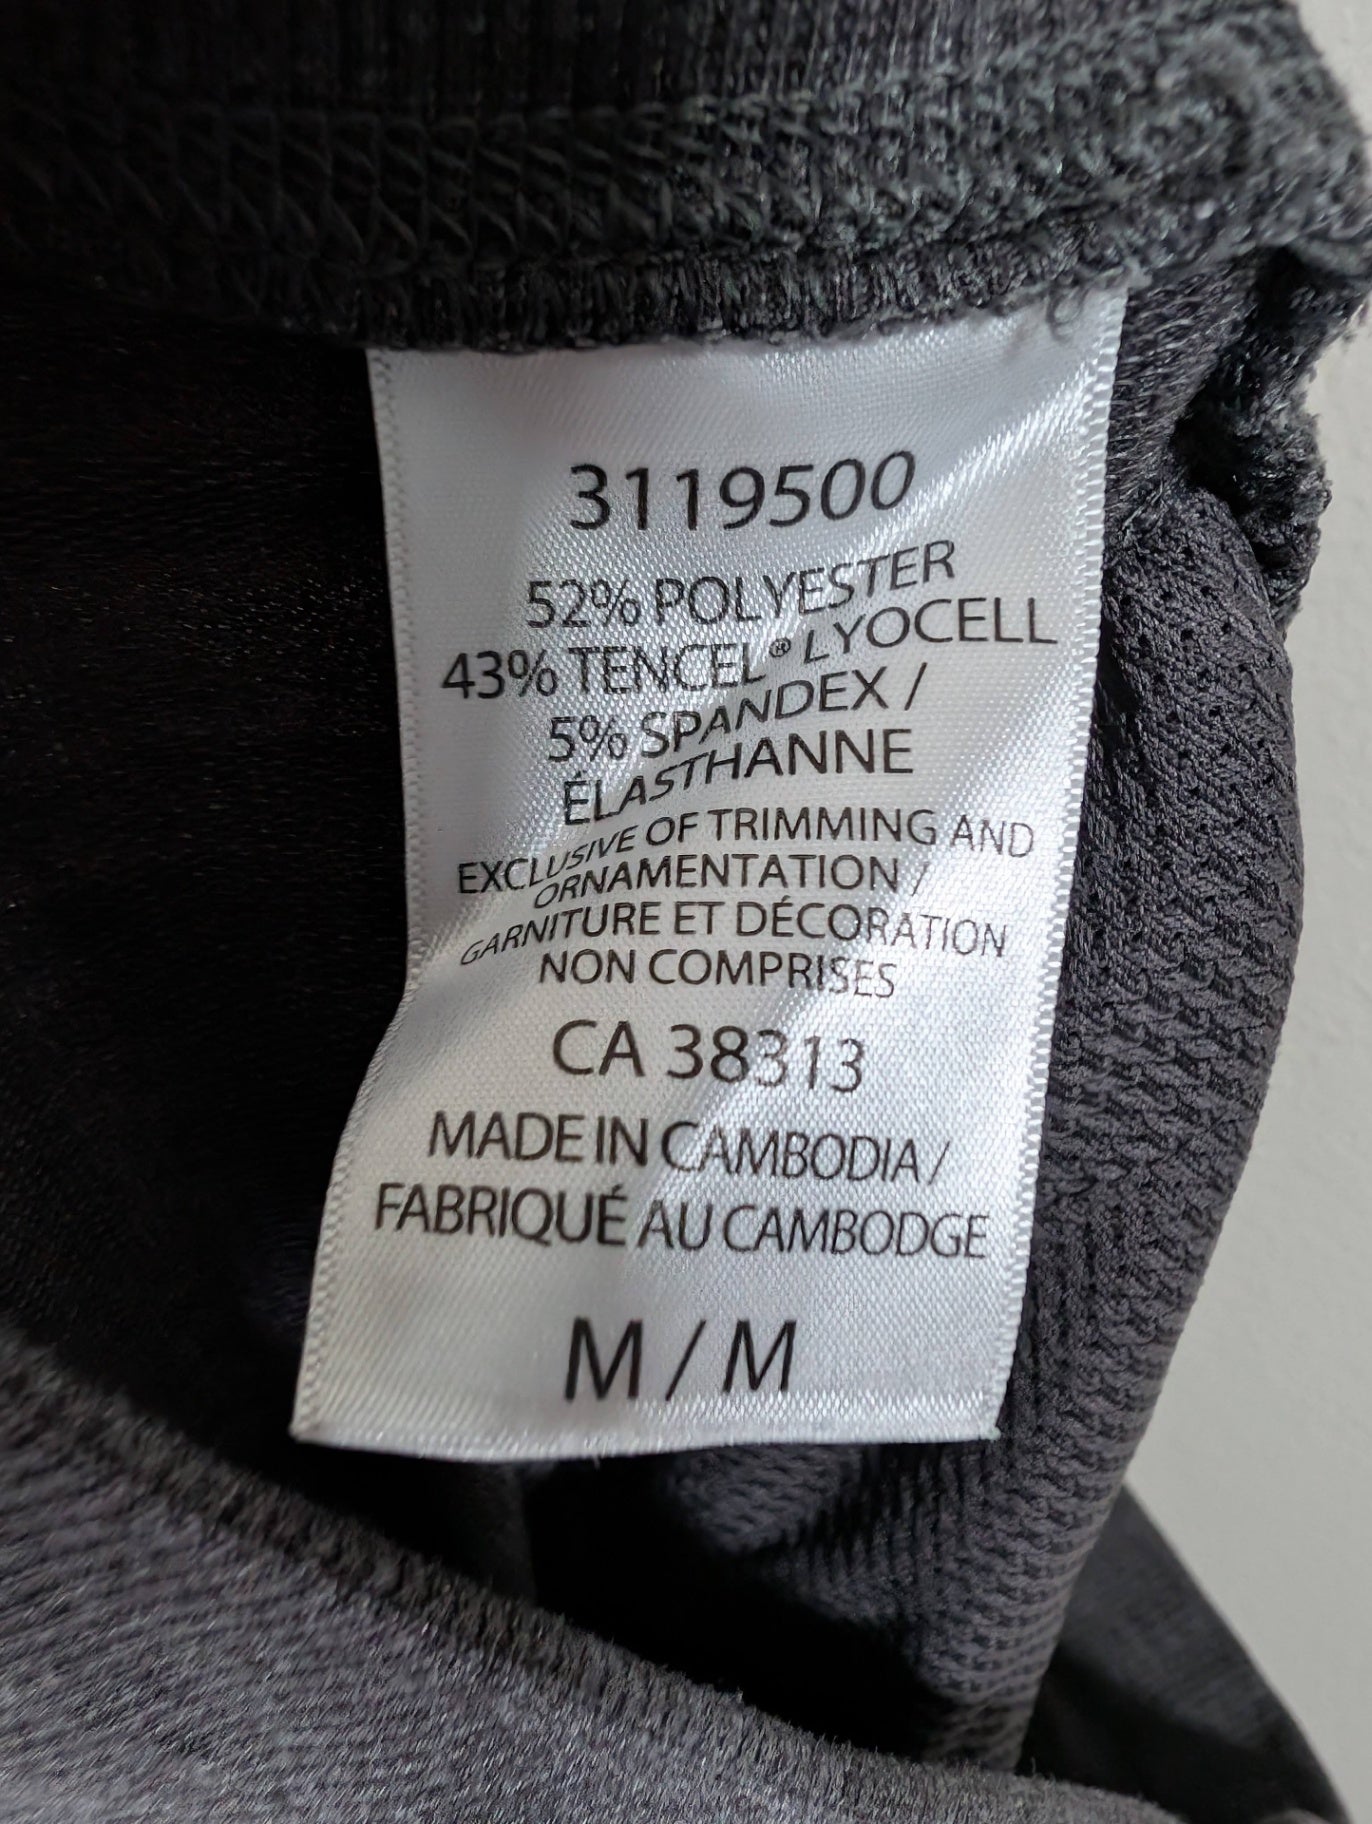 3119500
52% POLYESTER
43% TENCEL® LYOCELL
5% SPANDEX /
ÉLASTHANNE
EXCLUSIVE OF TRIMMING AND
ORNAMENTATION /
GARNITURE ET DÉCORATION
NON COMPRISES
CA 38313
MADE IN CAMBODIA /
FABRIQUÉ AU CAMBODGE
M / M